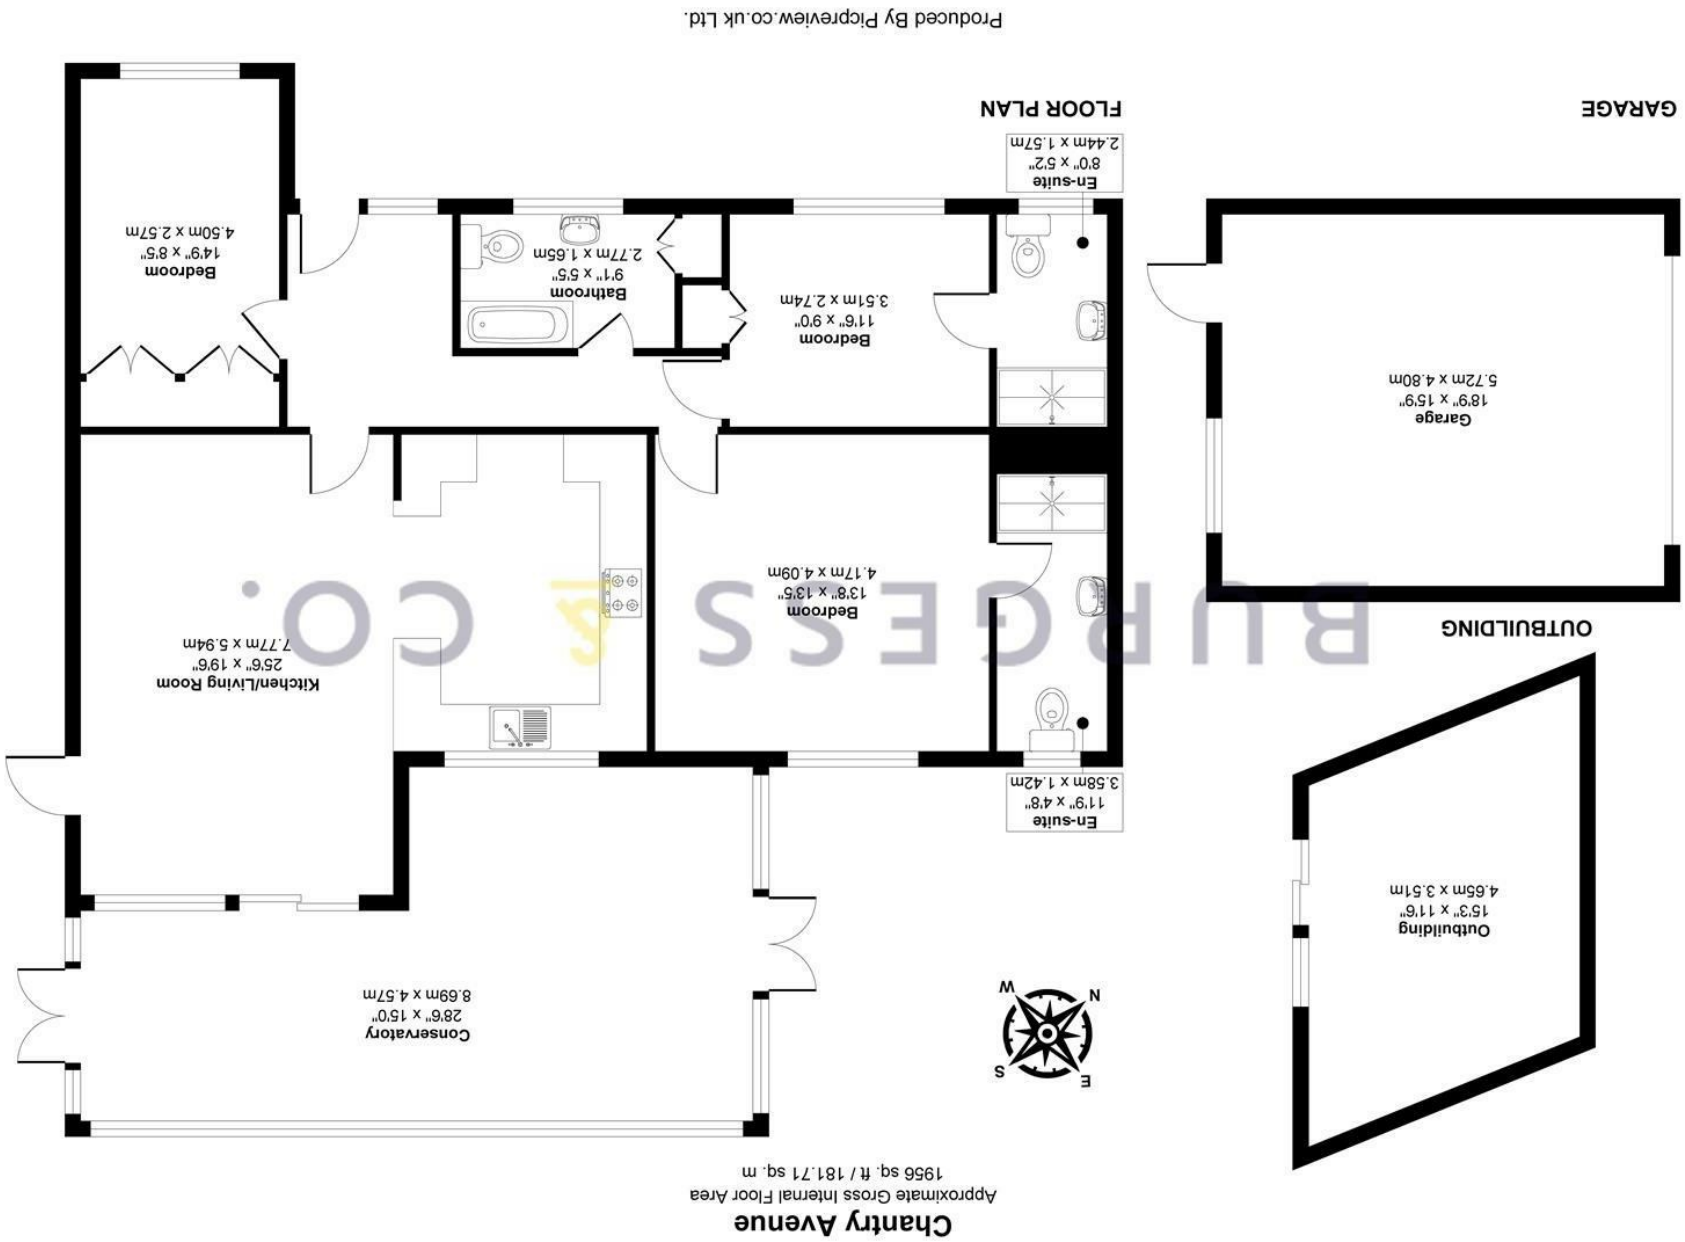 Chantry Avenue
Approximate Gross Internal Floor Area
1956 sq. ft / 181.71 sq. m
Conservatory
28'6" x 15'0"
8.69m x 4.57m
E
S
N
W
Outbuilding
15'3" x 11'6"
4.65m x 3.51m
OUTBUILDING
En-suite
11'9" x 4'8"
3.58m x 1.42m
Kitchen/Living Room
25'6" x 19'6"
7.77m x 5.94m
Bedroom
13'8" x 13'5"
4.17m x 4.09m
BURGESS & CO.
Garage
18'9" x 15'9"
5.72m x 4.80m
Bedroom
11'6" x 9'0"
3.51m x 2.74m
Bathroom
9'1" x 5'5"
2.77m x 1.65m
Bedroom
14'9" x 8'5"
4.50m x 2.57m
En-suite
8'0" x 5'2"
2.44m x 1.57m
GARAGE
FLOOR PLAN
Produced By Picpreview.co.uk Ltd.